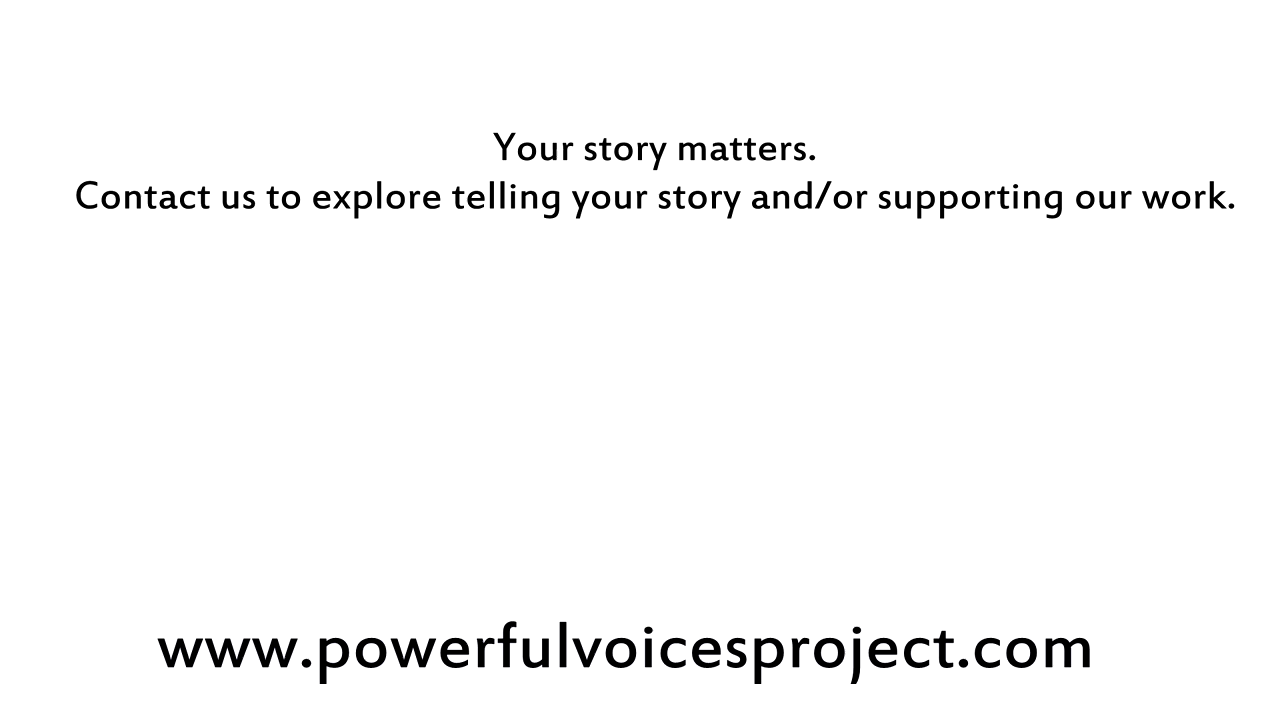 Your story matters.
Contact us to explore telling your story and/or supporting our work.
www.powerfulvoicesproject.com